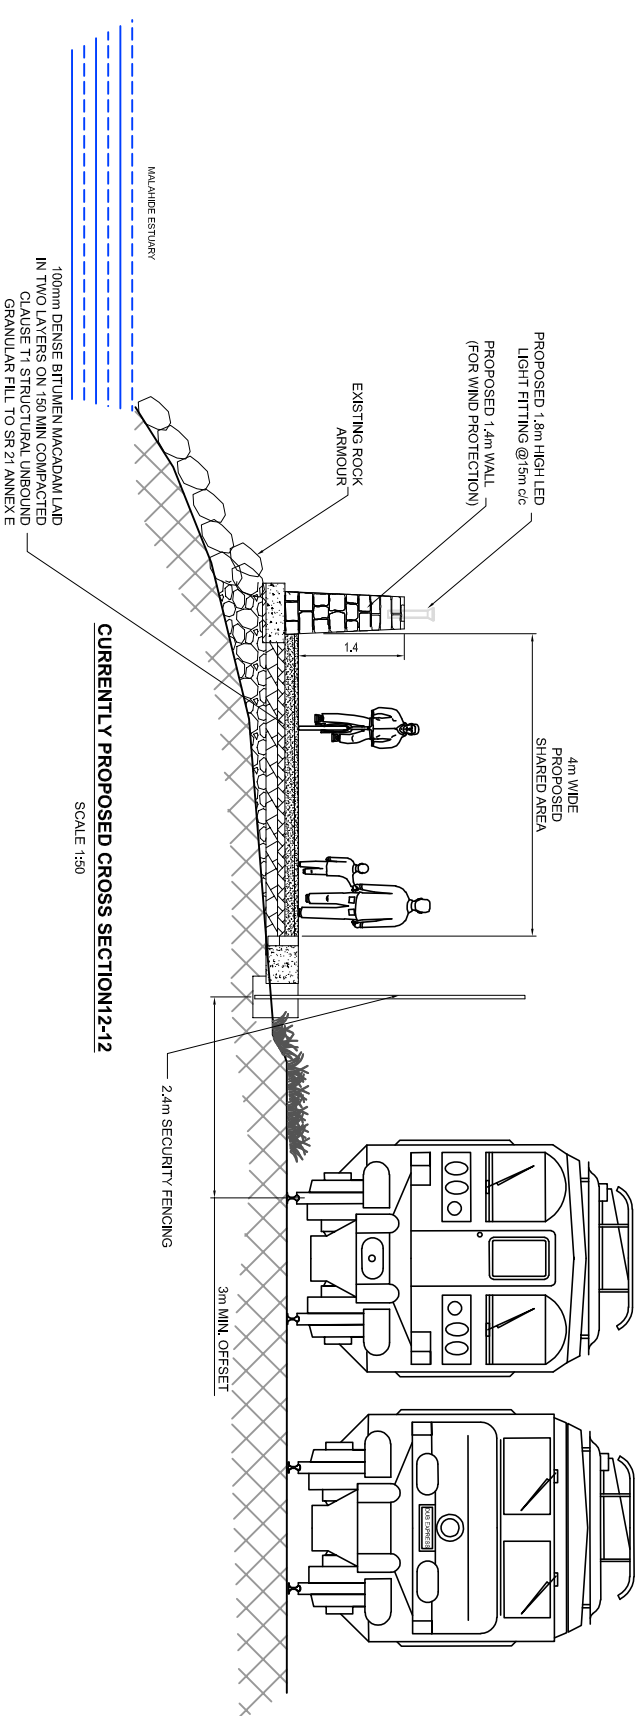 MALAHIDE ESTUARY
PROPOSED 1.8m HIGH LED
LIGHT FITTING @15m c/c
PROPOSED 1.4m WALL
(FOR WIND PROTECTION)
EXISTING ROCK
ARMOUR
100mm DENSE BITUMEN MACADAM LAID
IN TWO LAYERS ON 150 MIN COMPACTED
CLAUSE T1 STRUCTURAL UNBOUND
GRANULAR FILL TO SR 21 ANNEX E
1.4
4m WIDE
PROPOSED
SHARED AREA
2.4m SECURITY FENCING
3m MIN. OFFSET
DUB EXPRESS
CURRENTLY PROPOSED CROSS SECTION12-12
SCALE 1:50